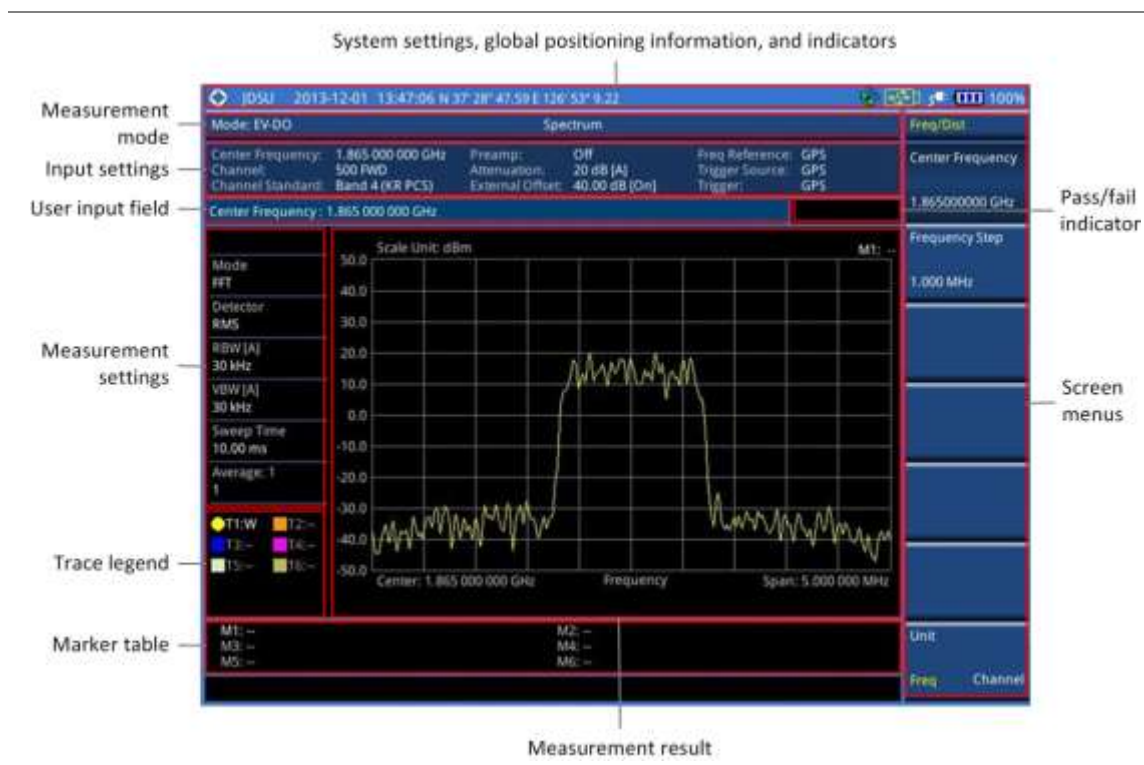 System settings, global positioning information, and indicators
JDSU 2013-12-01 13:47:06 N 37° 28" 47.59 E 126° 53" 9.22 100%
Measurement
mode
Mode: EV-DO Spectrum
Freq/Dist
Input settings
Center Frequency: 1.865 000 000 GHz Preamp: Off Freq Reference: GPS
Channel: 500 FWD Attenuation: 20 dB [A] Trigger Source: GPS
Channel Standard: Band 4 (KR PCS) External Offset: 40.00 dB [On] Trigger: GPS
Center Frequency
1.865000000 GHz
User input field
Center Frequency : 1.865 000 000 GHz
Pass/fail
indicator
Frequency Step
1.000 MHz
Measurement
settings
Mode
FFT
Detector
RMS
RBW [A]
30 kHz
VBW [A]
30 kHz
Sweep Time
10.00 ms
Average: 1
1
Scale Unit: dBm M1: --
50.0
40.0
30.0
20.0
10.0
0.0
-10.0
-20.0
-30.0
-40.0
-50.0
Center: 1.865 000 000 GHz Frequency Span: 5.000 000 MHz
Screen
menus
Trace legend
T1:W T2:--
T3:-- T4:--
T5:-- T6:--
Marker table
M1: -- M2: --
M3: -- M4: --
M5: -- M6: --
Unit
Freq Channel
Measurement result